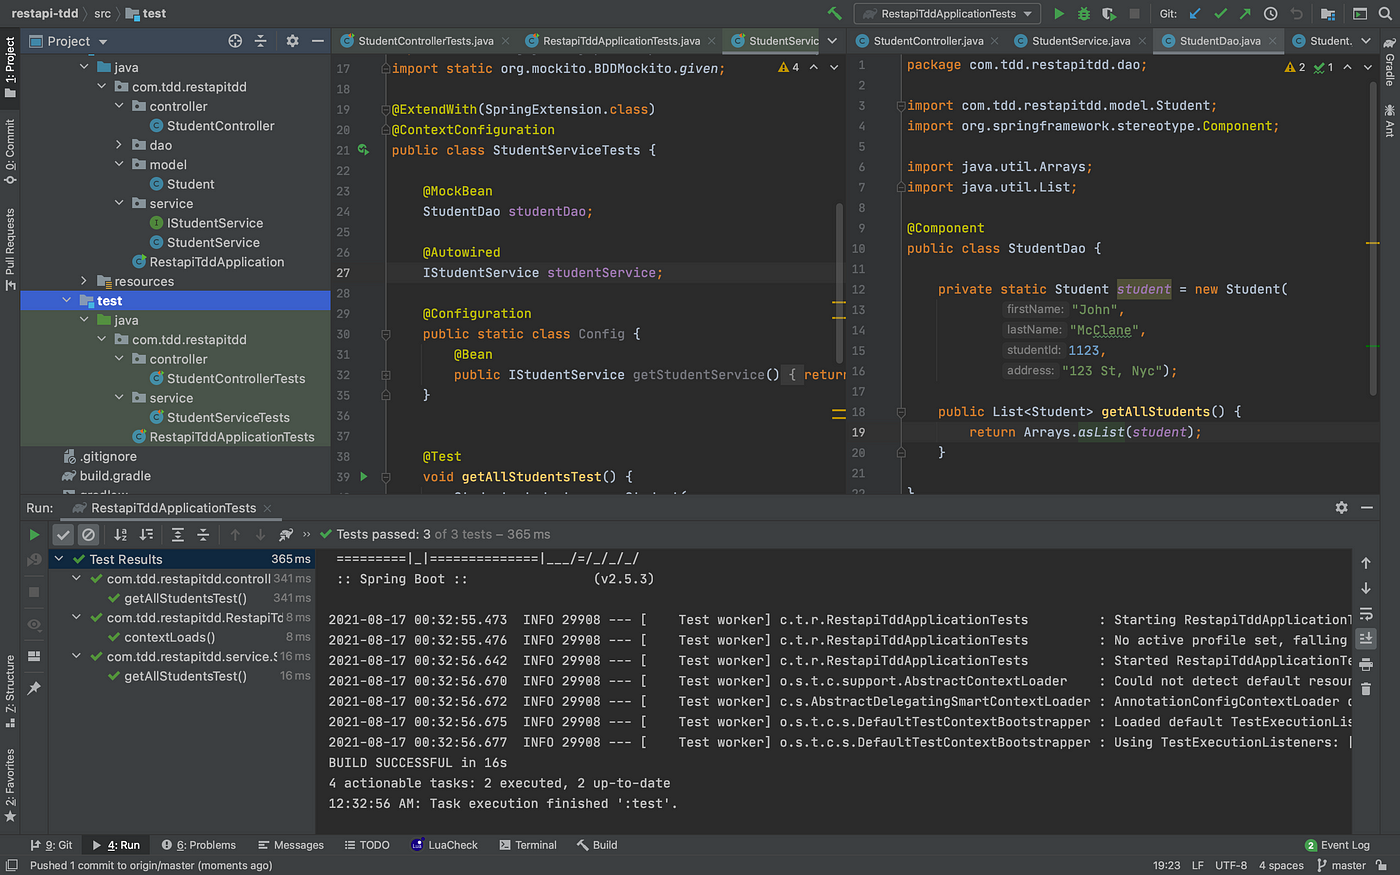 restapi-tdd src test
RestapiTddApplicationTests Git:
1: Project
0: Commit
Pull Requests
Z: Structure
2: Favorites
Project
java
com.tdd.restapitdd
controller
StudentController
dao
model
Student
service
IStudentService
StudentService
RestapiTddApplication
resources
test
java
com.tdd.restapitdd
controller
StudentControllerTests
service
StudentServiceTests
RestapiTddApplicationTests
.gitignore
build.gradle
StudentControllerTests.java RestapiTddApplicationTests.java StudentServic
4
17 import static org.mockito.BDDMockito.given;
18
19 @ExtendWith(SpringExtension.class)
20 @ContextConfiguration
21 public class StudentServiceTests {
22
23 @MockBean
24 StudentDao studentDao;
25
26 @Autowired
27 IStudentService studentService;
28
29 @Configuration
30 public static class Config {
31 @Bean
32 public IStudentService getStudentService() { return
35 }
36
37
38 @Test
39 void getAllStudentsTest() {
StudentController.java StudentService.java StudentDao.java Student.
2 1
1 package com.tdd.restapitdd.dao;
2
3 import com.tdd.restapitdd.model.Student;
4 import org.springframework.stereotype.Component;
5
6 import java.util.Arrays;
7 import java.util.List;
8
9 @Component
10 public class StudentDao {
11
12 private static Student student = new Student(
13 firstName: "John",
14 lastName: "McClane",
15 studentId: 1123,
16 address: "123 St, Nyc");
17
18 public List<Student> getAllStudents() {
19 return Arrays.asList(student);
20 }
21
22 }
Gradle
Ant
Run: RestapiTddApplicationTests
Tests passed: 3 of 3 tests – 365 ms
Test Results 365 ms
com.tdd.restapitdd.controll 341 ms
getAllStudentsTest() 341 ms
com.tdd.restapitdd.RestapiTd 8 ms
contextLoads() 8 ms
com.tdd.restapitdd.service.S 16 ms
getAllStudentsTest() 16 ms
=========|_|==============|___/=/_/_/_/
:: Spring Boot :: (v2.5.3)
2021-08-17 00:32:55.473 INFO 29908 --- [ Test worker] c.t.r.RestapiTddApplicationTests : Starting RestapiTddApplicationT
2021-08-17 00:32:55.476 INFO 29908 --- [ Test worker] c.t.r.RestapiTddApplicationTests : No active profile set, falling
2021-08-17 00:32:56.642 INFO 29908 --- [ Test worker] c.t.r.RestapiTddApplicationTests : Started RestapiTddApplicationTe
2021-08-17 00:32:56.670 INFO 29908 --- [ Test worker] o.s.t.c.support.AbstractContextLoader : Could not detect default resour
2021-08-17 00:32:56.672 INFO 29908 --- [ Test worker] c.s.AbstractDelegatingSmartContextLoader : AnnotationConfigContextLoader d
2021-08-17 00:32:56.675 INFO 29908 --- [ Test worker] o.s.t.c.s.DefaultTestContextBootstrapper : Loaded default TestExecutionLis
2021-08-17 00:32:56.677 INFO 29908 --- [ Test worker] o.s.t.c.s.DefaultTestContextBootstrapper : Using TestExecutionListeners: [
BUILD SUCCESSFUL in 16s
4 actionable tasks: 2 executed, 2 up-to-date
12:32:56 AM: Task execution finished ':test'.
9: Git 4: Run 6: Problems Messages TODO LuaCheck Terminal Build 2 Event Log
Pushed 1 commit to origin/master (moments ago) 19:23 LF UTF-8 4 spaces master